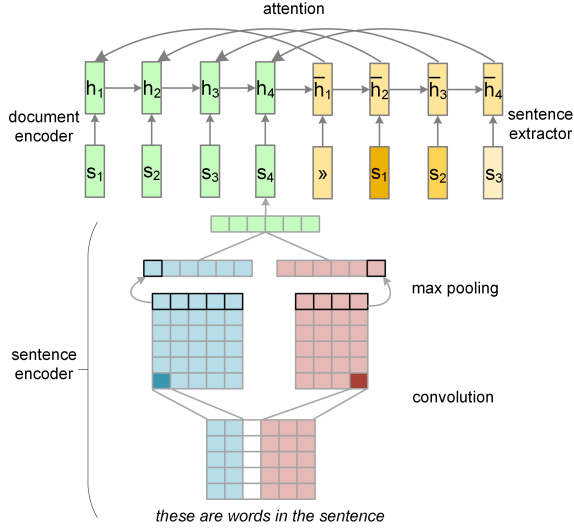 attention
h₁ h₂ h₃ h₄ h̅₁ h̅₂ h̅₃ h̅₄
document
encoder
sentence
extractor
s₁ s₂ s₃ s₄ » s₁ s₂ s₃
max pooling
sentence
encoder
convolution
these are words in the sentence